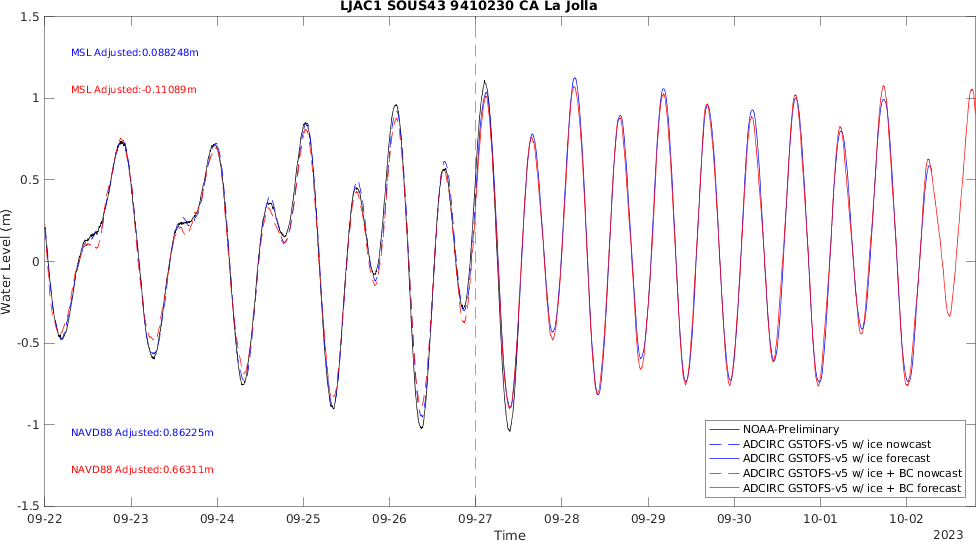 LJAC1 SOUS43 9410230 CA La Jolla
1.5
1
0.5
0
-0.5
-1
-1.5
Water Level (m)
MSL Adjusted:0.088248m
MSL Adjusted:-0.11089m
NAVD88 Adjusted:0.86225m
NAVD88 Adjusted:0.66311m
NOAA-Preliminary
ADCIRC GSTOFS-v5 w/ ice nowcast
ADCIRC GSTOFS-v5 w/ ice forecast
ADCIRC GSTOFS-v5 w/ ice + BC nowcast
ADCIRC GSTOFS-v5 w/ ice + BC forecast
09-22 09-23 09-24 09-25 09-26 09-27 09-28 09-29 09-30 10-01 10-02
Time
2023